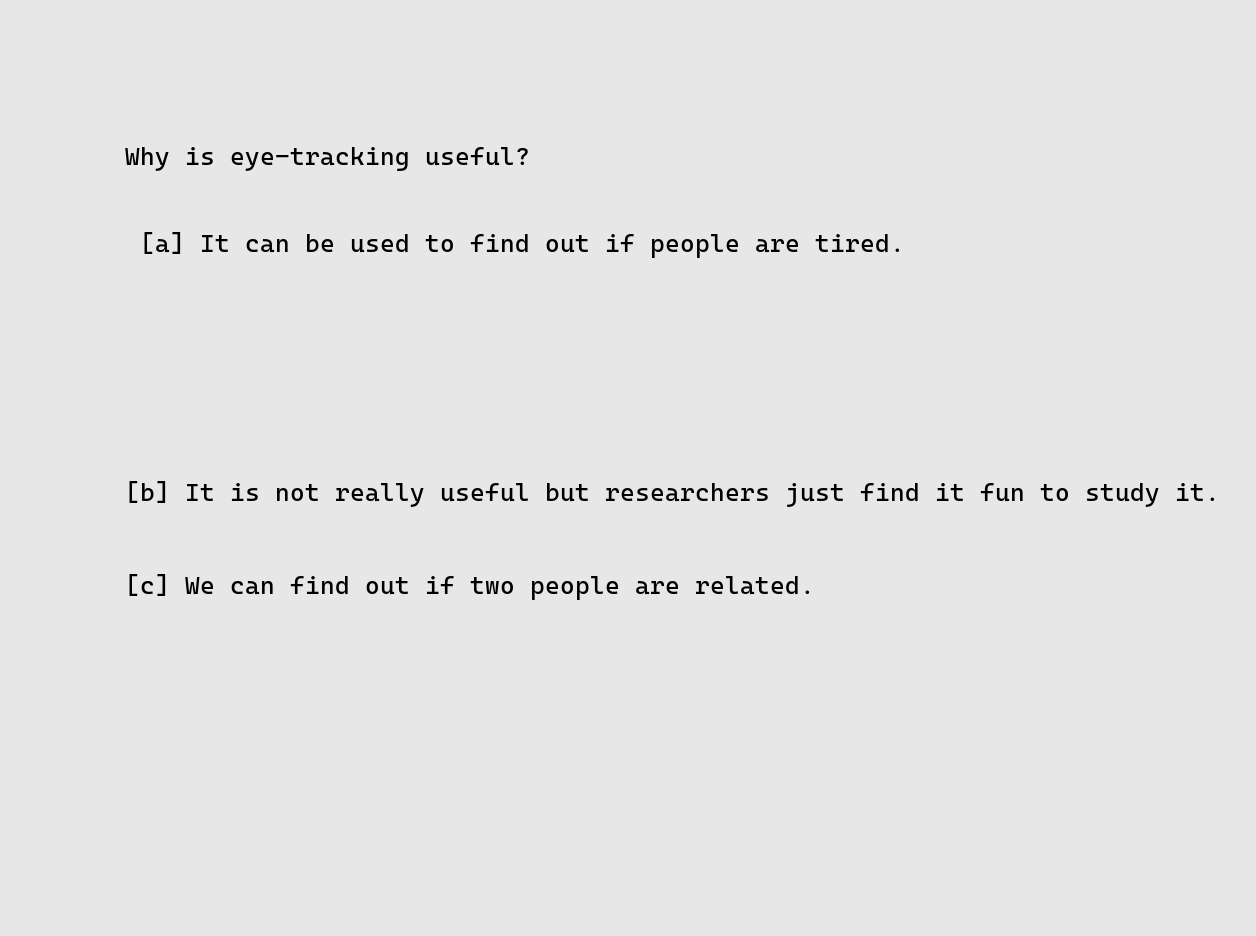 Why is eye-tracking useful?
[a] It can be used to find out if people are tired.
[b] It is not really useful but researchers just find it fun to study it.
[c] We can find out if two people are related.